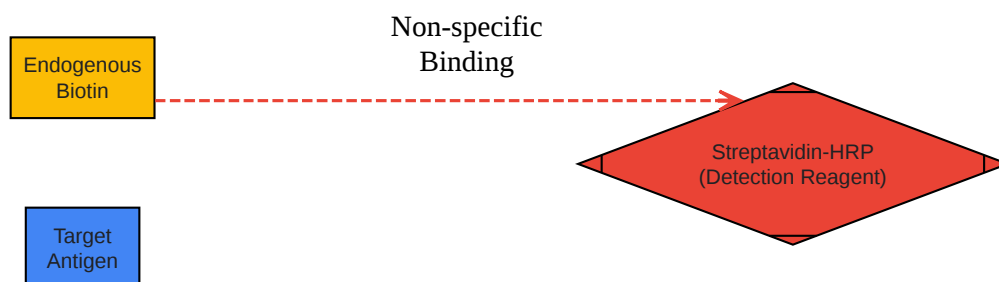 Non-specific
Binding
Endogenous
Biotin
Streptavidin-HRP
(Detection Reagent)
Target
Antigen